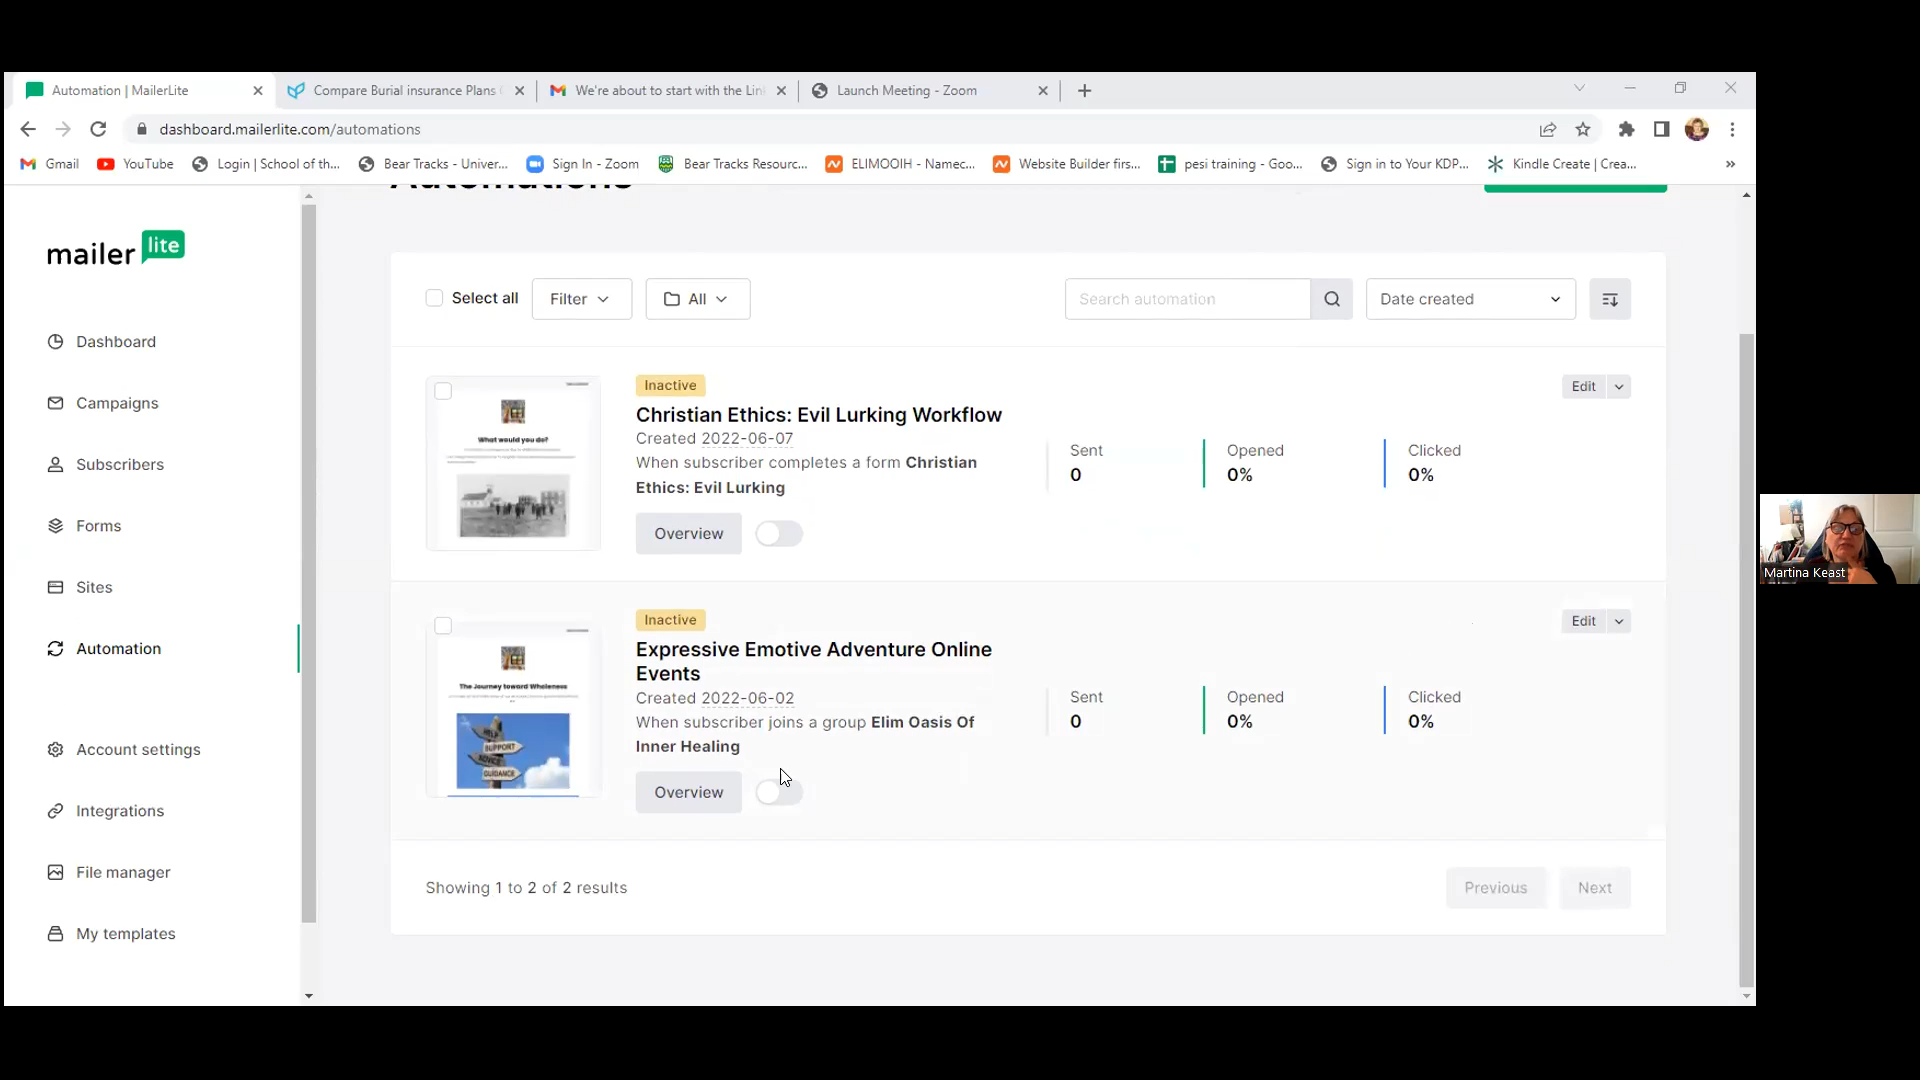 Automation | MailerLite
Compare Burial insurance Plans
We're about to start with the Lin
Launch Meeting - Zoom
dashboard.mailerlite.com/automations
Gmail
YouTube
Login | School of th...
Bear Tracks - Univer...
Sign In - Zoom
Bear Tracks Resourc...
ELIMOOIH - Namec...
Website Builder firs...
pesi training - Goo...
Sign in to Your KDP...
Kindle Create | Crea...
»
Automations
mailer lite
Dashboard
Campaigns
Subscribers
Forms
Sites
Automation
Account settings
Integrations
File manager
My templates
Select all
Filter
All
Search automation
Date created
What would you do?
Inactive
Christian Ethics: Evil Lurking Workflow
Created 2022-06-07
When subscriber completes a form Christian
Ethics: Evil Lurking
Overview
Sent
0
Opened
0%
Clicked
0%
Edit
The Journey toward Wholeness
HELP
SUPPORT
ADVICE
GUIDANCE
Inactive
Expressive Emotive Adventure Online
Events
Created 2022-06-02
When subscriber joins a group Elim Oasis Of
Inner Healing
Overview
Sent
0
Opened
0%
Clicked
0%
Edit
Showing 1 to 2 of 2 results
Previous
Next
Martina Keast